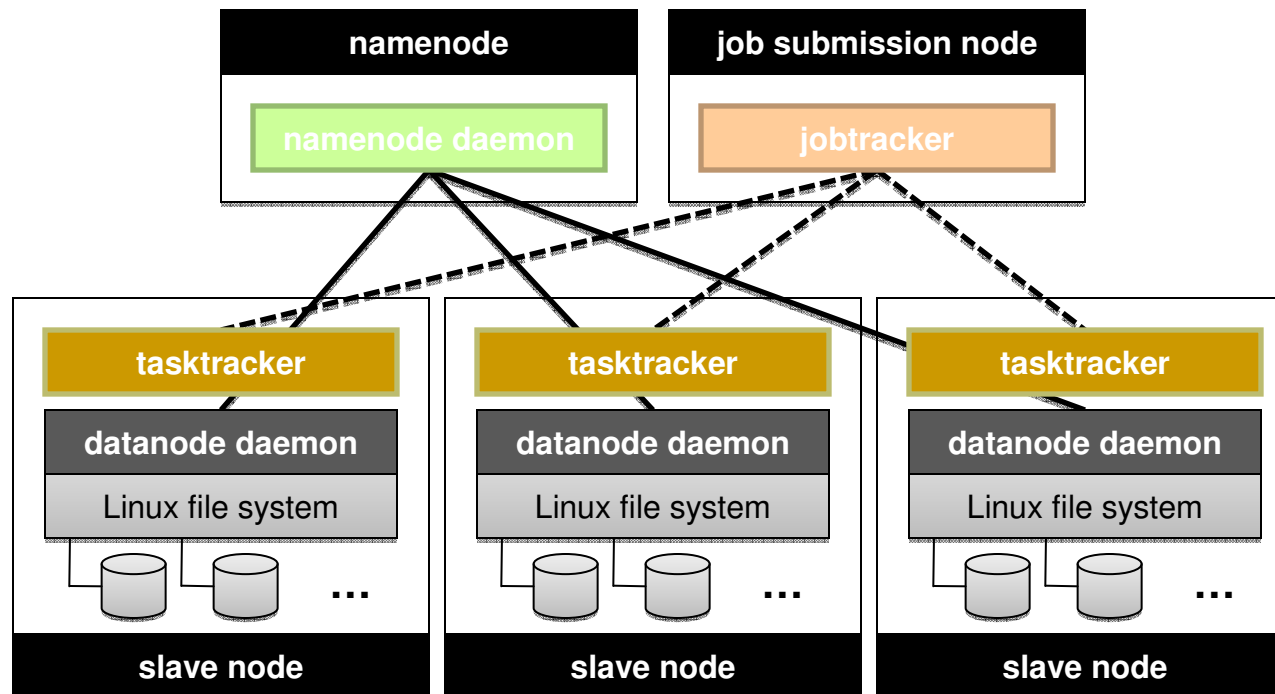 namenode
job submission node
namenode daemon
jobtracker
tasktracker
tasktracker
tasktracker
datanode daemon
datanode daemon
datanode daemon
Linux file system
Linux file system
Linux file system
...
...
...
slave node
slave node
slave node